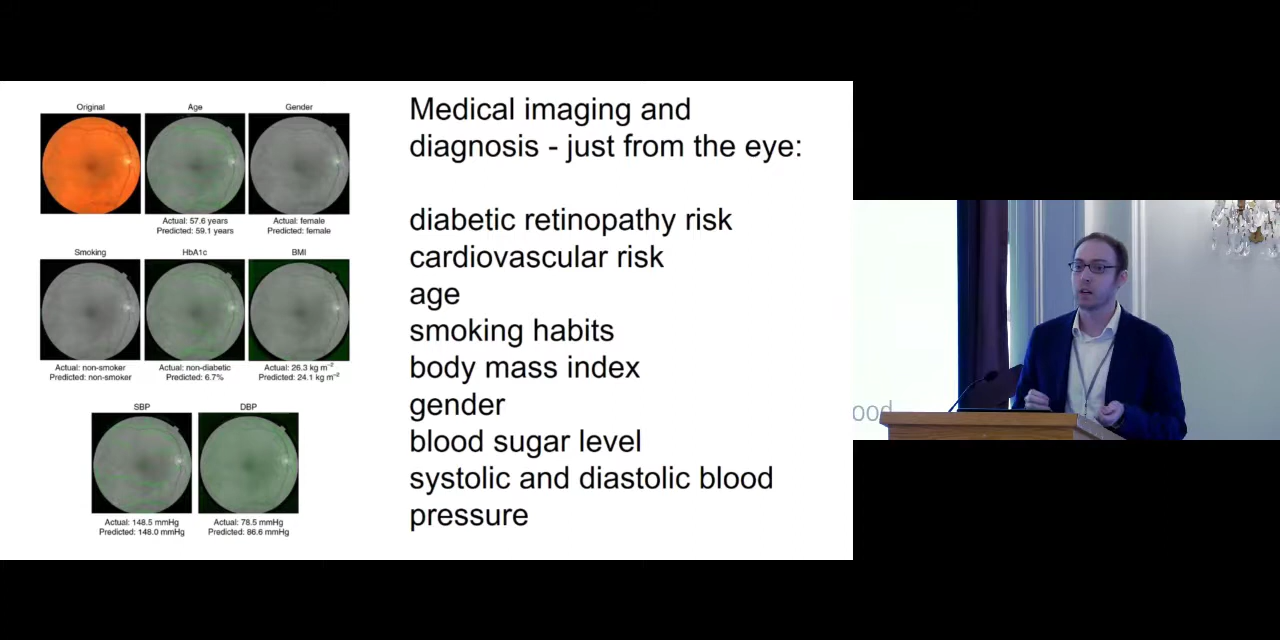 Original Age Gender
Actual: 57.6 years
Predicted: 59.1 years
Actual: female
Predicted: female
Smoking HbA1c BMI
Actual: non-smoker
Predicted: non-smoker
Actual: non-diabetic
Predicted: 6.7%
Actual: 26.3 kg m⁻²
Predicted: 24.1 kg m⁻²
SBP DBP
Actual: 148.5 mmHg
Predicted: 148.0 mmHg
Actual: 78.5 mmHg
Predicted: 86.6 mmHg
Medical imaging and
diagnosis - just from the eye:
diabetic retinopathy risk
cardiovascular risk
age
smoking habits
body mass index
gender
blood sugar level
systolic and diastolic blood
pressure
ood